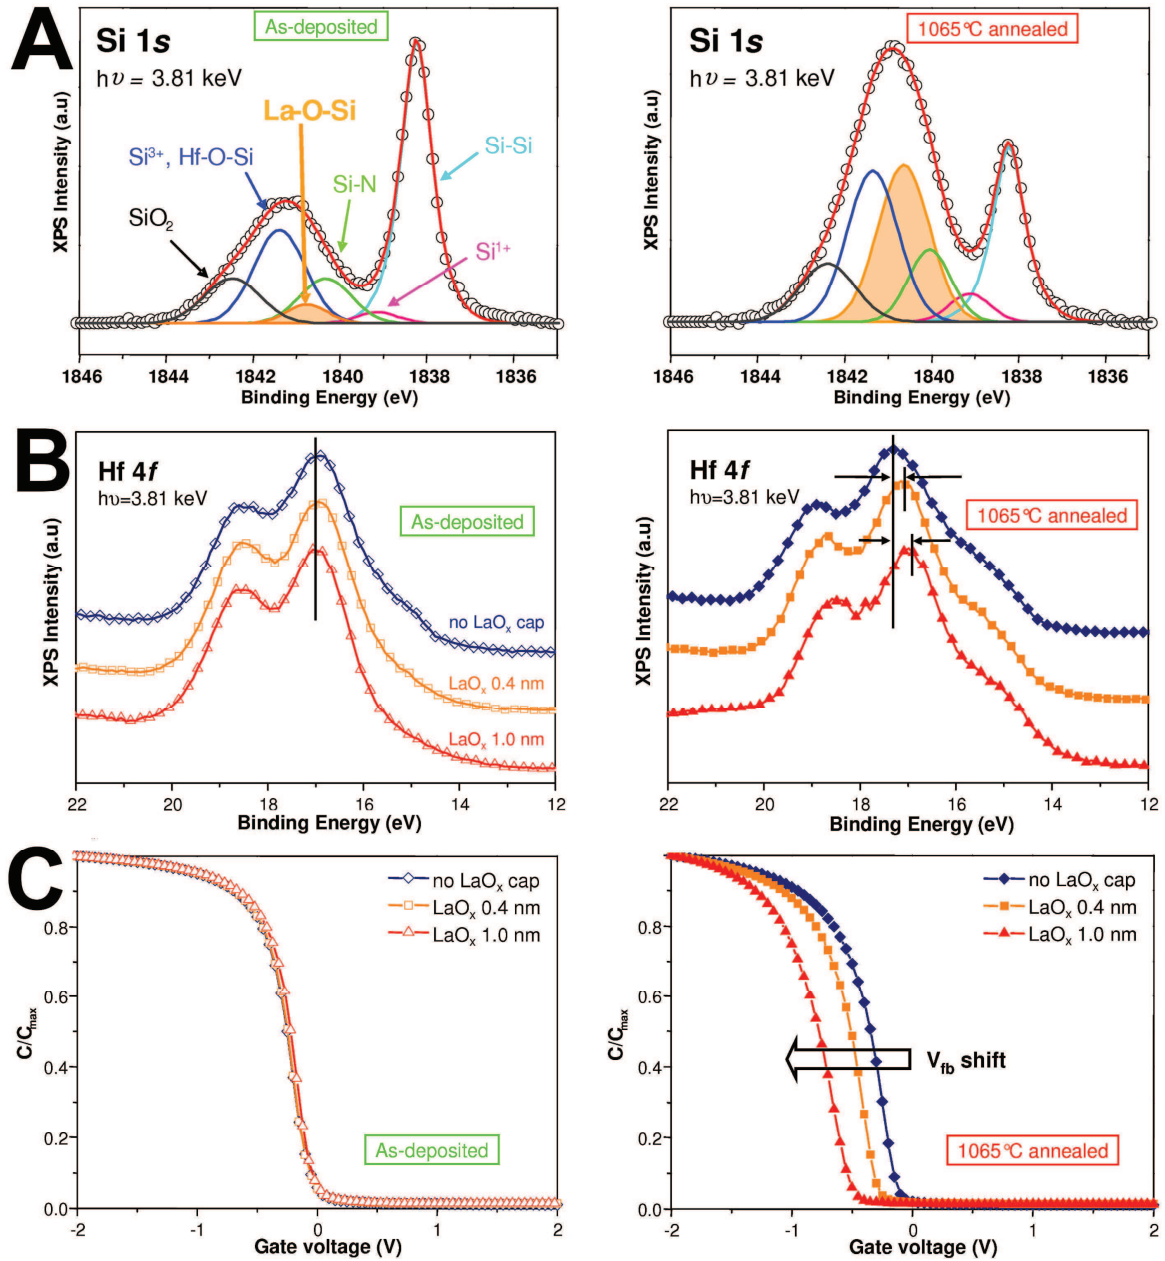 A
Si 1s
hν = 3.81 keV
As-deposited
La-O-Si
Si³⁺, Hf-O-Si
Si-N
Si-Si
SiO₂
Si¹⁺
XPS Intensity (a.u)
1846 1844 1842 1840 1838 1836
Binding Energy (eV)
Si 1s
hν = 3.81 keV
1065°C annealed
XPS Intensity (a.u)
1846 1844 1842 1840 1838 1836
Binding Energy (eV)
B
Hf 4f
hυ=3.81 keV
As-deposited
no LaOₓ cap
LaOₓ 0.4 nm
LaOₓ 1.0 nm
XPS Intensity (a.u)
22 20 18 16 14 12
Binding Energy (eV)
Hf 4f
hυ=3.81 keV
1065°C annealed
XPS Intensity (a.u)
22 20 18 16 14 12
Binding Energy (eV)
C
no LaOₓ cap
LaOₓ 0.4 nm
LaOₓ 1.0 nm
0.8
0.6
0.4
0.2
0.0
C/Cmax
As-deposited
-2 -1 0 1 2
Gate voltage (V)
no LaOₓ cap
LaOₓ 0.4 nm
LaOₓ 1.0 nm
0.8
0.6
0.4
0.2
0.0
C/Cmax
Vfb shift
1065°C annealed
-2 -1 0 1 2
Gate voltage (V)